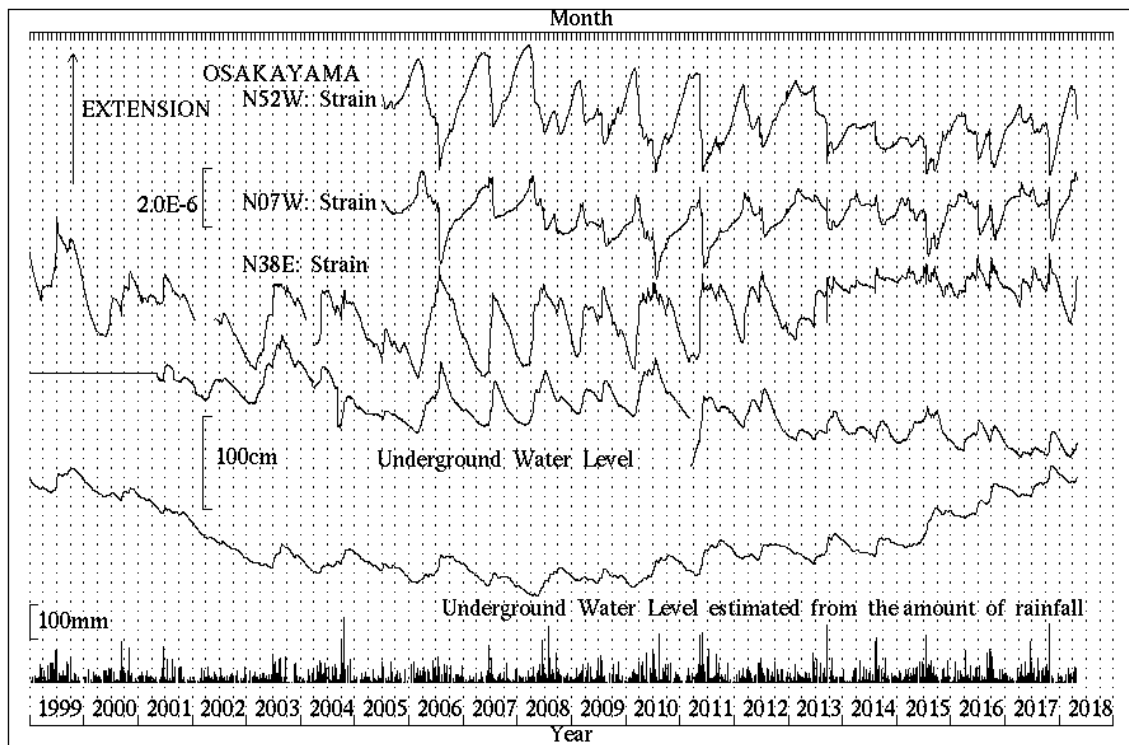 Month
OSAKAYAMA
N52W: Strain
EXTENSION
2.0E-6
N07W: Strain
N38E: Strain
100cm
Underground Water Level
Underground Water Level estimated from the amount of rainfall
100mm
1999 2000 2001 2002 2003 2004 2005 2006 2007 2008 2009 2010 2011 2012 2013 2014 2015 2016 2017 2018
Year